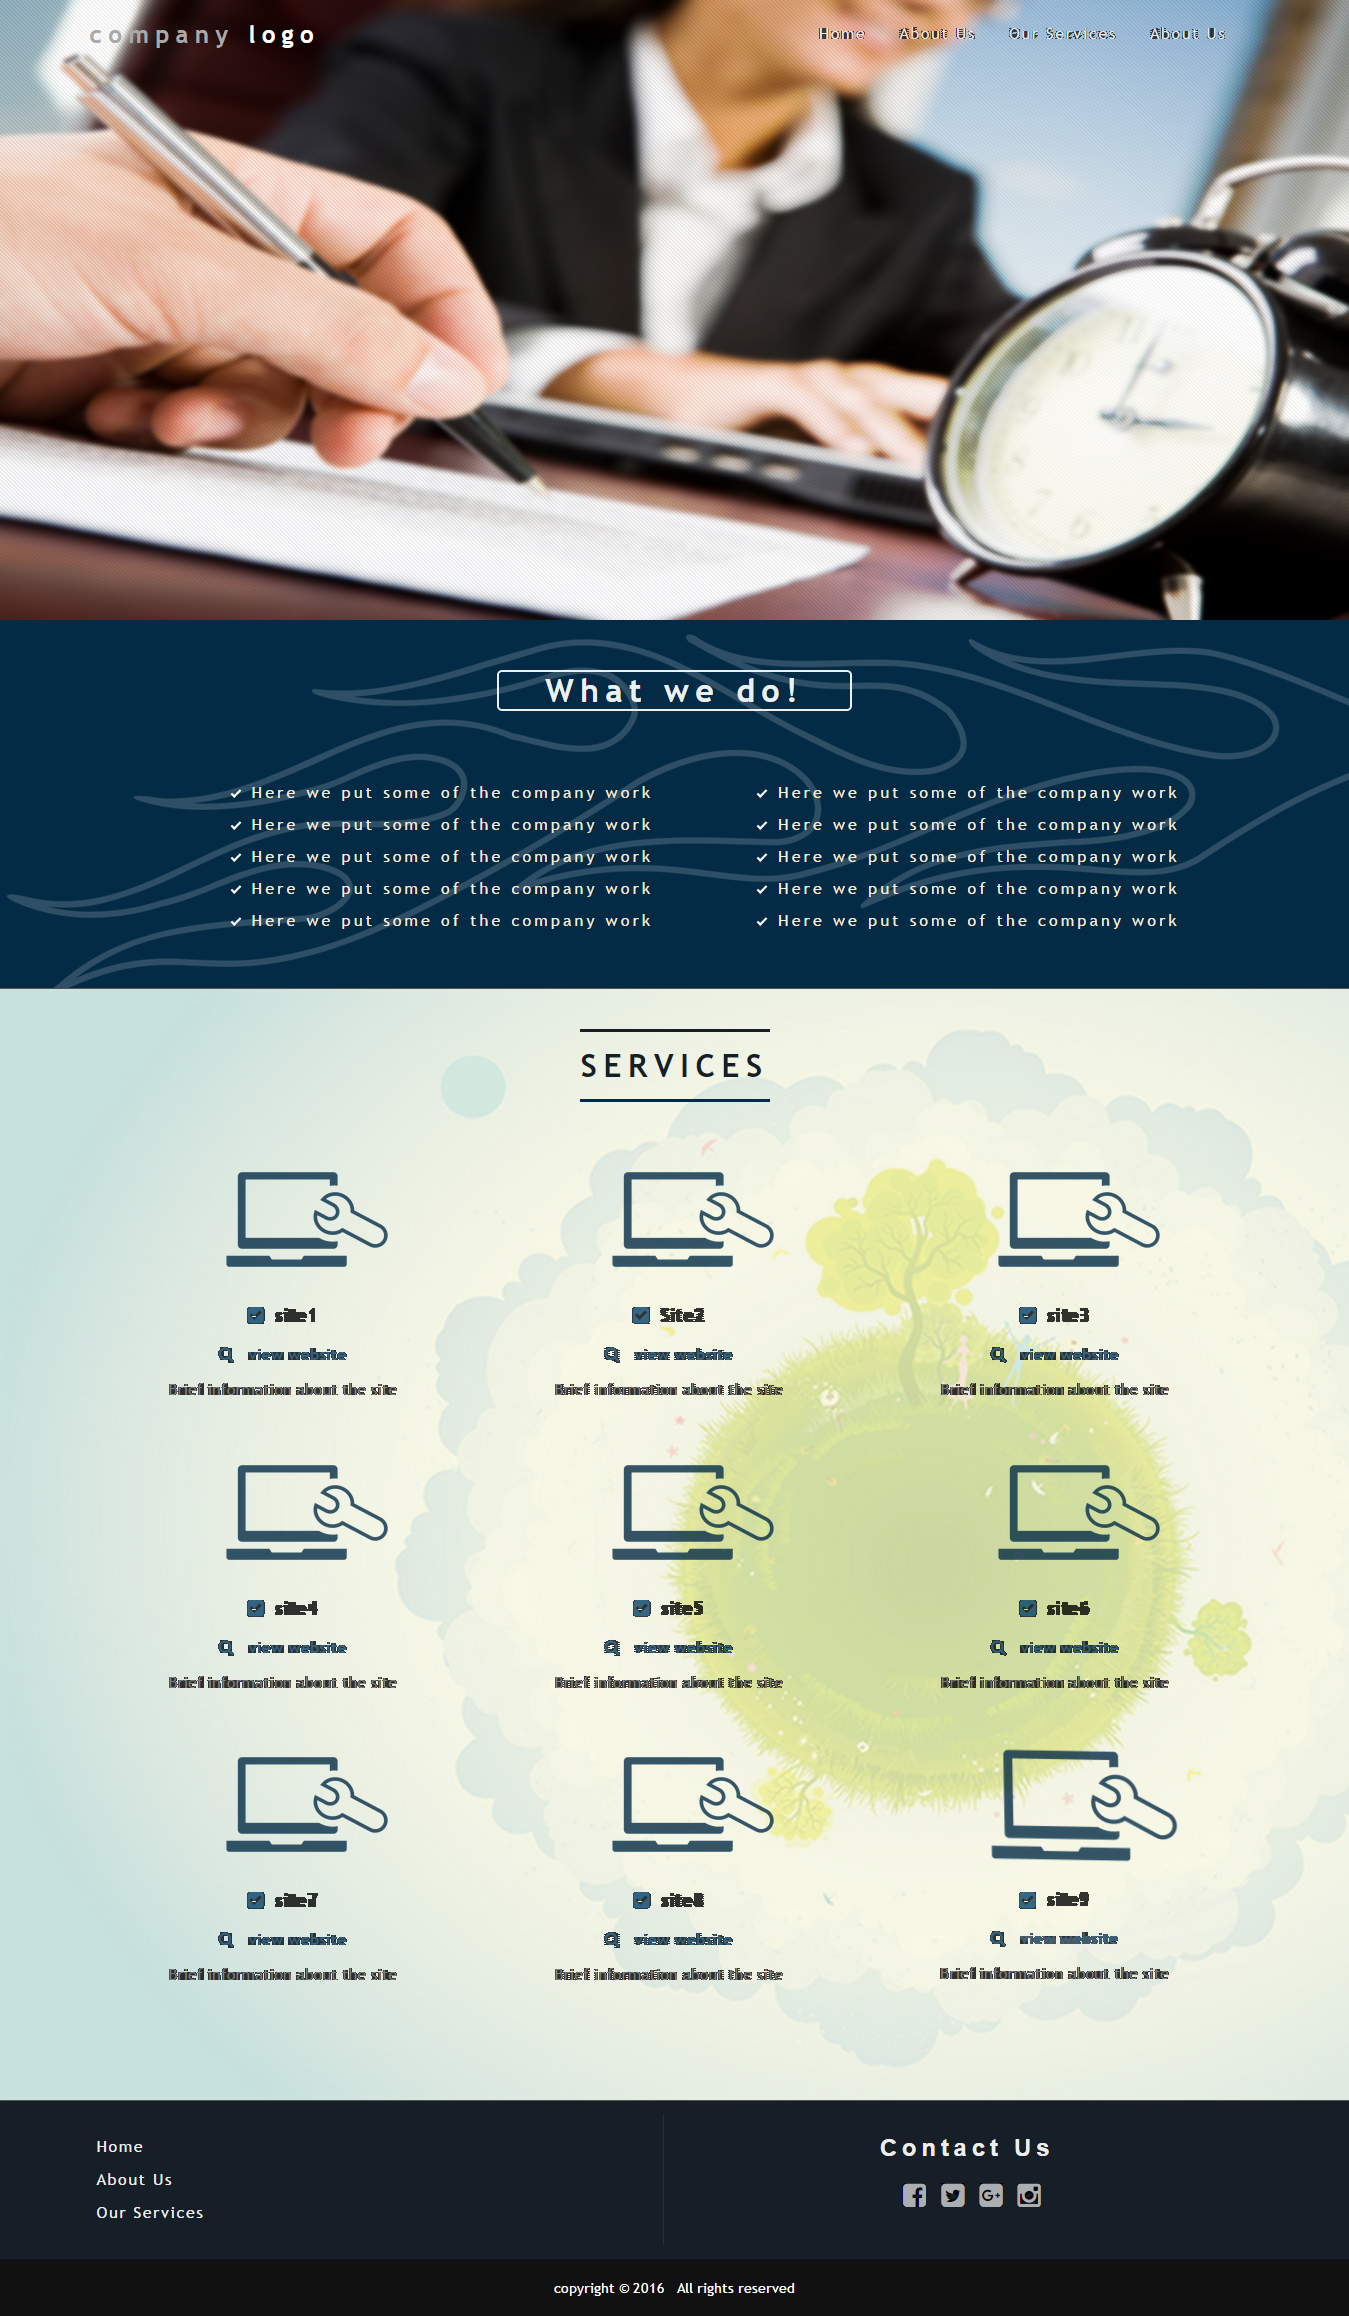 company logo
Home About Us Our Services About Us
What we do!
Here we put some of the company work
Here we put some of the company work
Here we put some of the company work
Here we put some of the company work
Here we put some of the company work
Here we put some of the company work
Here we put some of the company work
Here we put some of the company work
Here we put some of the company work
Here we put some of the company work
SERVICES
site1
view website
Brief information about the site
Site2
view website
Brief information about the site
site3
view website
Brief information about the site
site4
view website
Brief information about the site
site5
view website
Brief information about the site
site6
view website
Brief information about the site
site7
view website
Brief information about the site
site8
view website
Brief information about the site
site9
view website
Brief information about the site
Home
About Us
Our Services
Contact Us
copyright © 2016 All rights reserved